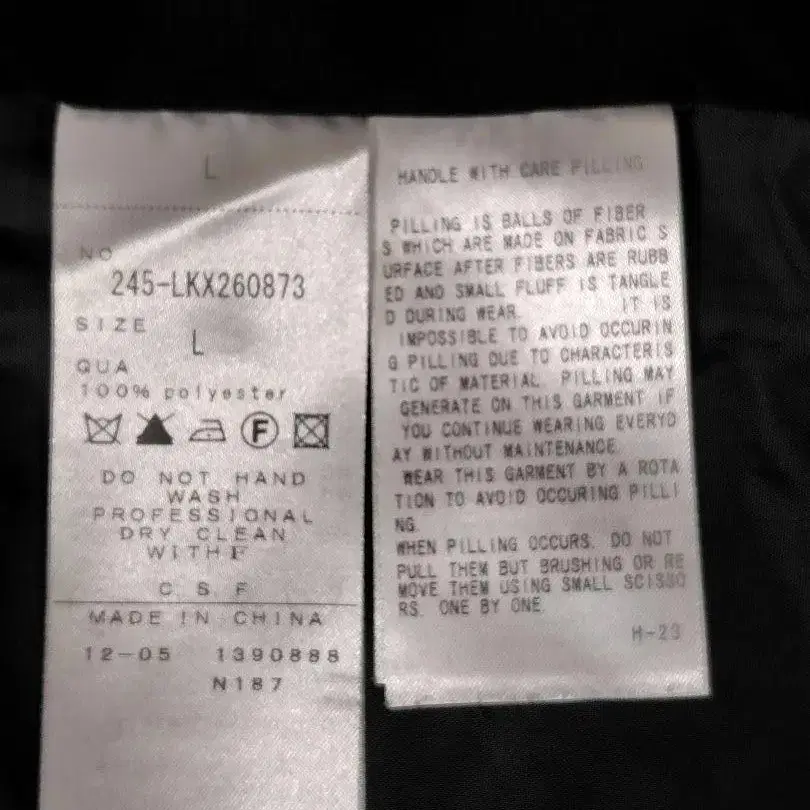 L
NO
245-LKX260873
SIZE
L
QUA
100% polyester
F
DO NOT HAND
WASH
PROFESSIONAL
DRY CLEAN
WITH F
C S F
MADE IN CHINA
12-05 1390888
N187
HANDLE WITH CARE PILLING
PILLING IS BALLS OF FIBER
S WHICH ARE MADE ON FABRIC S
URFACE AFTER FIBERS ARE RUBB
ED AND SMALL FLUFF IS TANGLE
D DURING WEAR. IT IS
IMPOSSIBLE TO AVOID OCCURIN
G PILLING DUE TO CHARACTERIS
TIC OF MATERIAL. PILLING MAY
GENERATE ON THIS GARMENT IF
YOU CONTINUE WEARING EVERYD
AY WITHOUT MAINTENANCE.
WEAR THIS GARMENT BY A ROTA
TION TO AVOID OCCURING PILLI
NG.
WHEN PILLING OCCURS. DO NOT
PULL THEM BUT BRUSHING OR RE
MOVE THEM USING SMALL SCISSO
RS. ONE BY ONE.
H-23